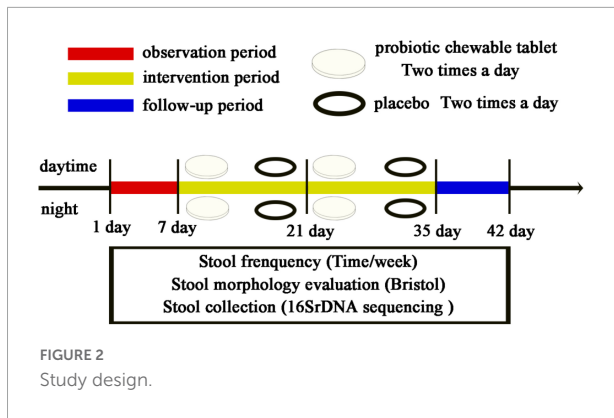 observation period
intervention period
follow-up period
probiotic chewable tablet
Two times a day
placebo Two times a day
daytime
night
1 day 7 day 21 day 35 day 42 day
Stool frenquency (Time/week)
Stool morphology evaluation (Bristol)
Stool collection (16SrDNA sequencing )
FIGURE 2
Study design.